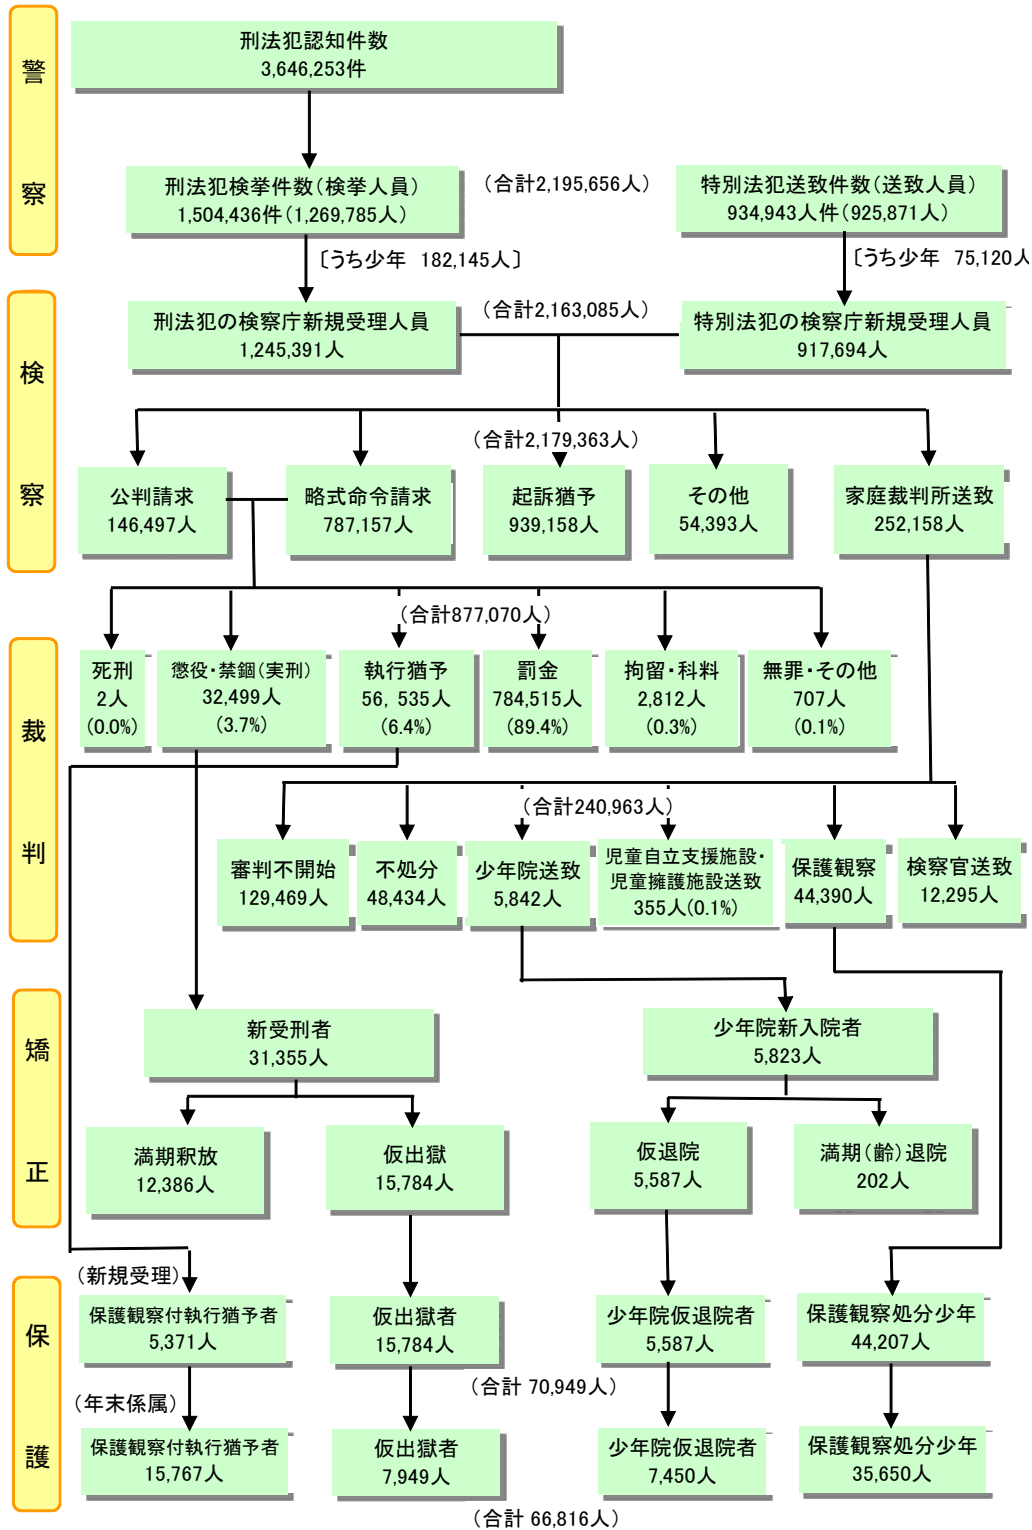 警察
刑法犯認知件数
3,646,253件
刑法犯検挙件数(検挙人員)
1,504,436件(1,269,785人)
(合計2,195,656人)
特別法犯送致件数(送致人員)
934,943人件(925,871人)
〔うち少年 182,145人〕
〔うち少年 75,120人
検察
刑法犯の検察庁新規受理人員
1,245,391人
(合計2,163,085人)
特別法犯の検察庁新規受理人員
917,694人
(合計2,179,363人)
公判請求
146,497人
略式命令請求
787,157人
起訴猶予
939,158人
その他
54,393人
家庭裁判所送致
252,158人
裁判
(合計877,070人)
死刑
2人
(0.0%)
懲役・禁錮(実刑)
32,499人
(3.7%)
執行猶予
56, 535人
(6.4%)
罰金
784,515人
(89.4%)
拘留・科料
2,812人
(0.3%)
無罪・その他
707人
(0.1%)
(合計240,963人)
審判不開始
129,469人
不処分
48,434人
少年院送致
5,842人
児童自立支援施設・
児童擁護施設送致
355人(0.1%)
保護観察
44,390人
検察官送致
12,295人
矯正
新受刑者
31,355人
少年院新入院者
5,823人
満期釈放
12,386人
仮出獄
15,784人
仮退院
5,587人
満期(齢)退院
202人
保護
(新規受理)
保護観察付執行猶予者
5,371人
仮出獄者
15,784人
少年院仮退院者
5,587人
保護観察処分少年
44,207人
(合計 70,949人)
(年末係属)
保護観察付執行猶予者
15,767人
仮出獄者
7,949人
少年院仮退院者
7,450人
保護観察処分少年
35,650人
(合計 66,816人)